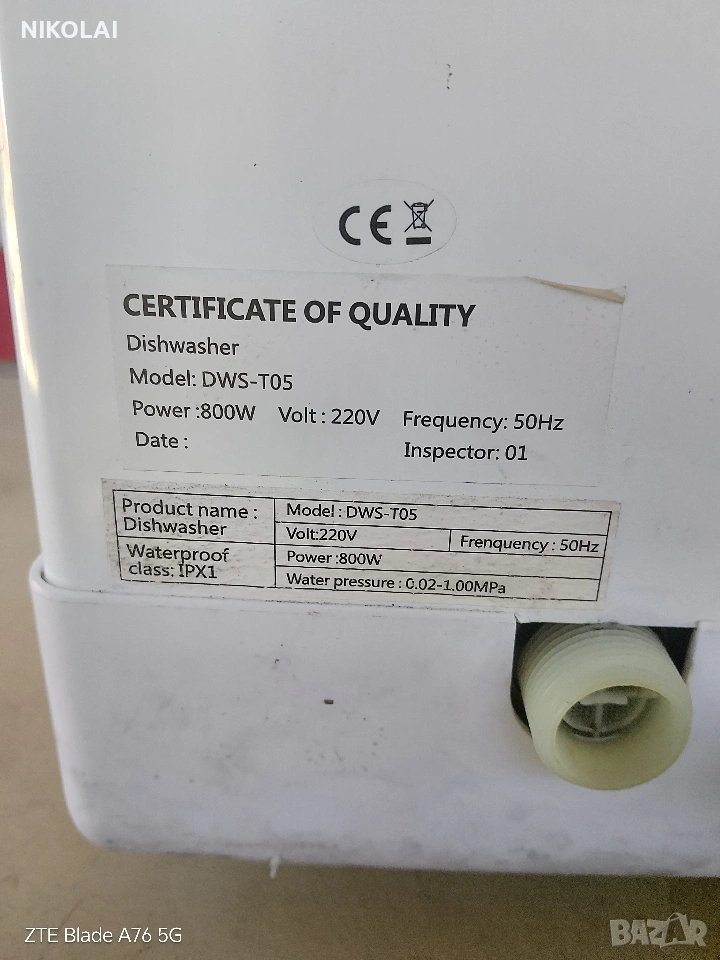 NIKOLAI
CE
CERTIFICATE OF QUALITY
Dishwasher
Model: DWS-T05
Power :800W Volt : 220V Frequency: 50Hz
Date : Inspector: 01
Product name : Dishwasher
Model : DWS-T05
Volt:220V Frenquency : 50Hz
Waterproof class: IPX1
Power :800W
Water pressure : 0.02-1.00MPa
ZTE Blade A76 5G
BAZAR